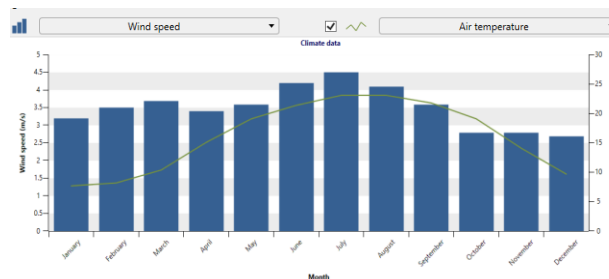 Wind speed
Air temperature
Climate data
Wind speed (m/s)
5
4.5
4
3.5
3
2.5
2
1.5
1
0.5
0
30
25
20
15
10
5
0
January
February
March
April
May
June
July
August
September
October
November
December
Month